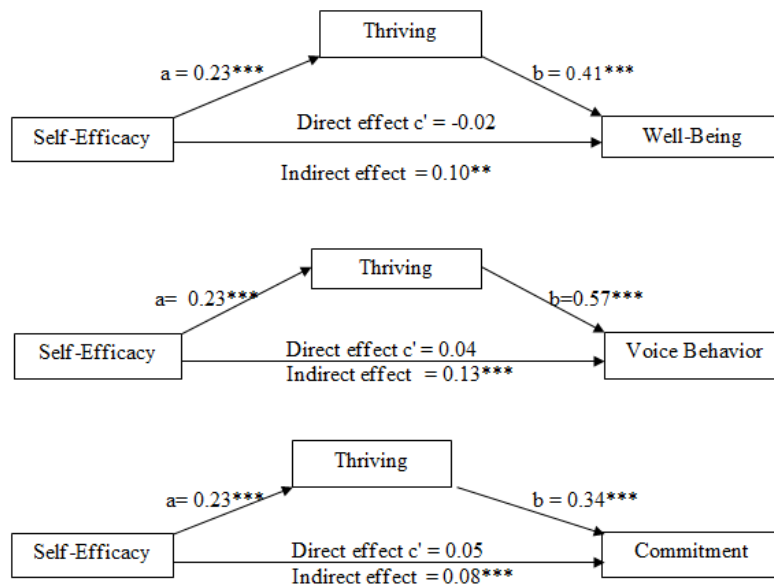 Thriving
a = 0.23***
b = 0.41***
Self-Efficacy
Direct effect c' = -0.02
Well-Being
Indirect effect = 0.10**
Thriving
a= 0.23***
b=0.57***
Self-Efficacy
Direct effect c' = 0.04
Voice Behavior
Indirect effect = 0.13***
Thriving
a= 0.23***
b = 0.34***
Self-Efficacy
Direct effect c' = 0.05
Commitment
Indirect effect = 0.08***